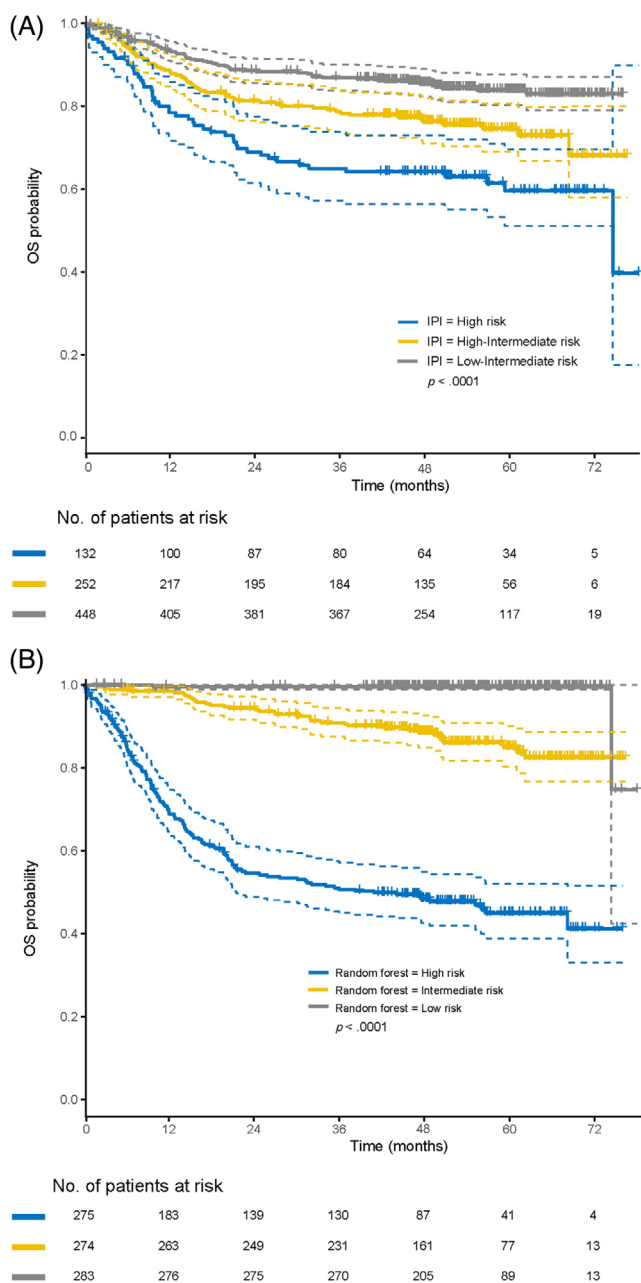 (A)
1.0
0.8
0.6
0.4
0.2
0.0
OS probability
IPI = High risk
IPI = High-Intermediate risk
IPI = Low-Intermediate risk
p < .0001
0 12 24 36 48 60 72
Time (months)
No. of patients at risk
132 100 87 80 64 34 5
252 217 195 184 135 56 6
448 405 381 367 254 117 19
(B)
1.0
0.8
0.6
0.4
0.2
0.0
OS probability
Random forest = High risk
Random forest = Intermediate risk
Random forest = Low risk
p < .0001
0 12 24 36 48 60 72
Time (months)
No. of patients at risk
275 183 139 130 87 41 4
274 263 249 231 161 77 13
283 276 275 270 205 89 13